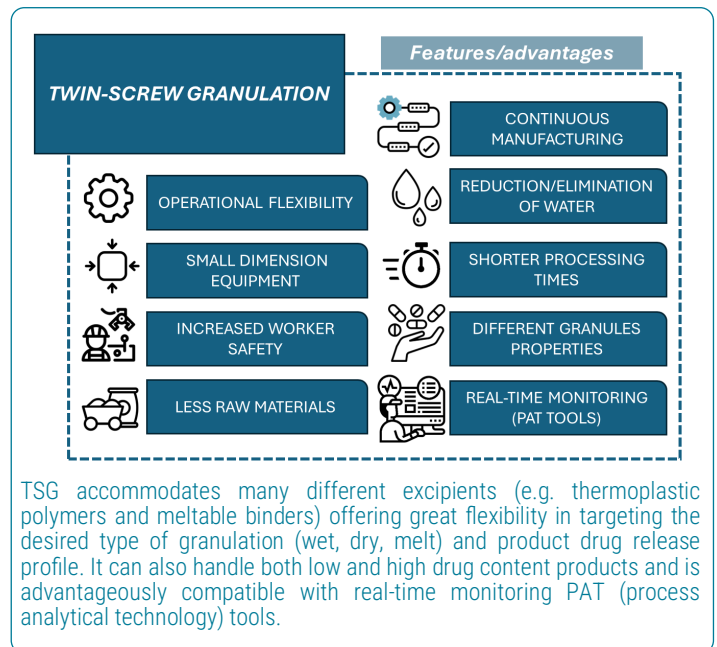 Features/advantages
TWIN-SCREW GRANULATION
CONTINUOUS
MANUFACTURING
OPERATIONAL FLEXIBILITY
REDUCTION/ELIMINATION
OF WATER
SMALL DIMENSION
EQUIPMENT
SHORTER PROCESSING
TIMES
INCREASED WORKER
SAFETY
DIFFERENT GRANULES
PROPERTIES
LESS RAW MATERIALS
REAL-TIME MONITORING
(PAT TOOLS)
TSG accommodates many different excipients (e.g. thermoplastic
polymers and meltable binders) offering great flexibility in targeting the
desired type of granulation (wet, dry, melt) and product drug release
profile. It can also handle both low and high drug content products and is
advantageously compatible with real-time monitoring PAT (process
analytical technology) tools.